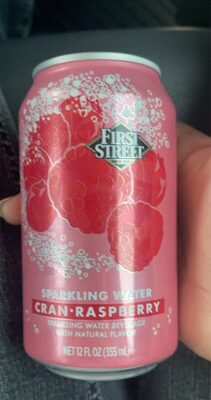 FIRST
STREET
SPARKLING WATER
CRAN•RASPBERRY
SPARKLING WATER BEVERAGE
WITH NATURAL FLAVOR
NET 12 FL OZ (355 mL)